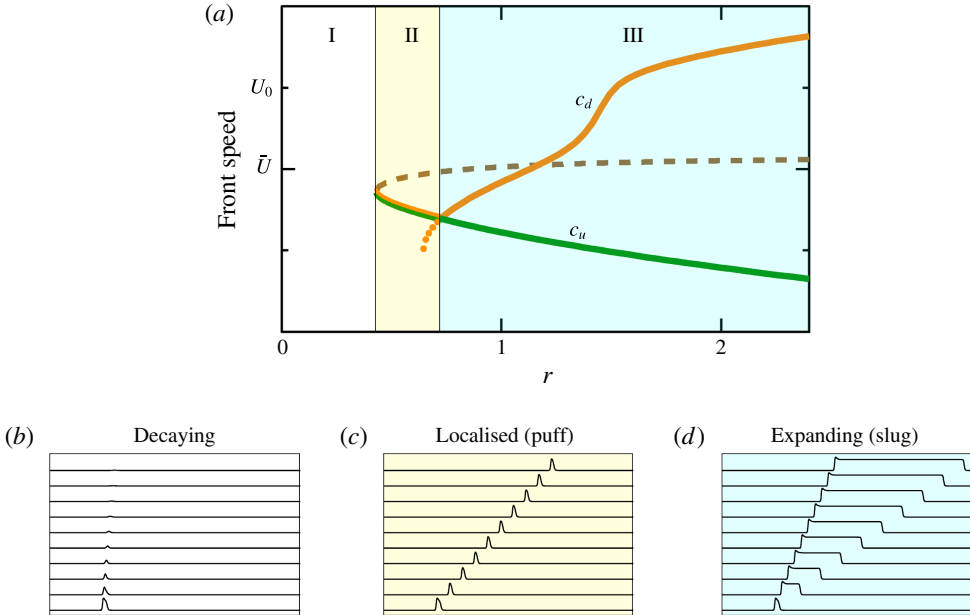 (a)
I II III
U0
Ū
Front speed
cd
cu
0 1 2
r
(b) Decaying
(c) Localised (puff)
(d) Expanding (slug)